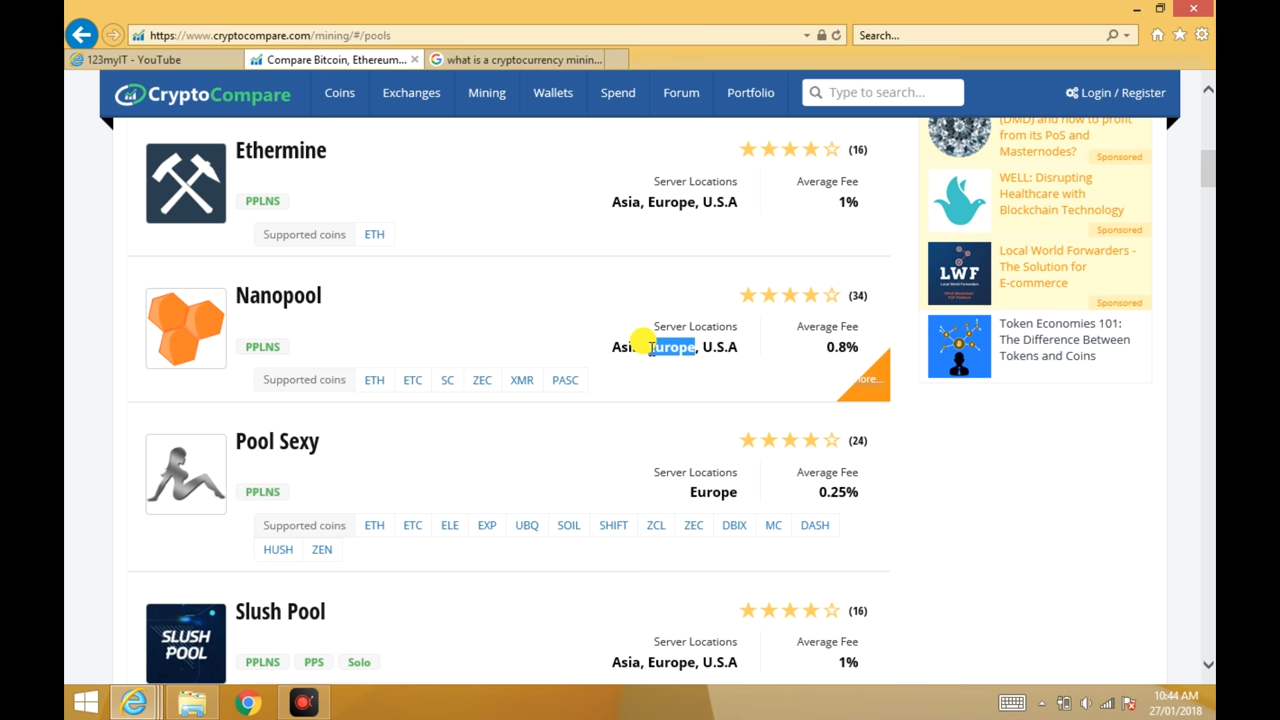 https://www.cryptocompare.com/mining/#/pools
Search...
123myIT - YouTube
Compare Bitcoin, Ethereum...
what is a cryptocurrency minin...
CryptoCompare
Coins
Exchanges
Mining
Wallets
Spend
Forum
Portfolio
Type to search...
Login / Register
Ethermine
(16)
PPLNS
Server Locations
Average Fee
Asia, Europe, U.S.A
1%
Supported coins
ETH
Nanopool
(34)
PPLNS
Server Locations
Average Fee
Asi
Europe, U.S.A
0.8%
Supported coins
ETH
ETC
SC
ZEC
XMR
PASC
ore...
Pool Sexy
(24)
PPLNS
Server Locations
Average Fee
Europe
0.25%
Supported coins
ETH
ETC
ELE
EXP
UBQ
SOIL
SHIFT
ZCL
ZEC
DBIX
MC
DASH
HUSH
ZEN
Slush Pool
(16)
SLUSH
POOL
PPLNS
PPS
Solo
Server Locations
Average Fee
Asia, Europe, U.S.A
1%
(DMD) and how to profit
from its PoS and
Masternodes?
Sponsored
WELL: Disrupting
Healthcare with
Blockchain Technology
Sponsored
LWF
Local World Forwarders -
The Solution for
E-commerce
Sponsored
Token Economies 101:
The Difference Between
Tokens and Coins
10:44 AM
27/01/2018